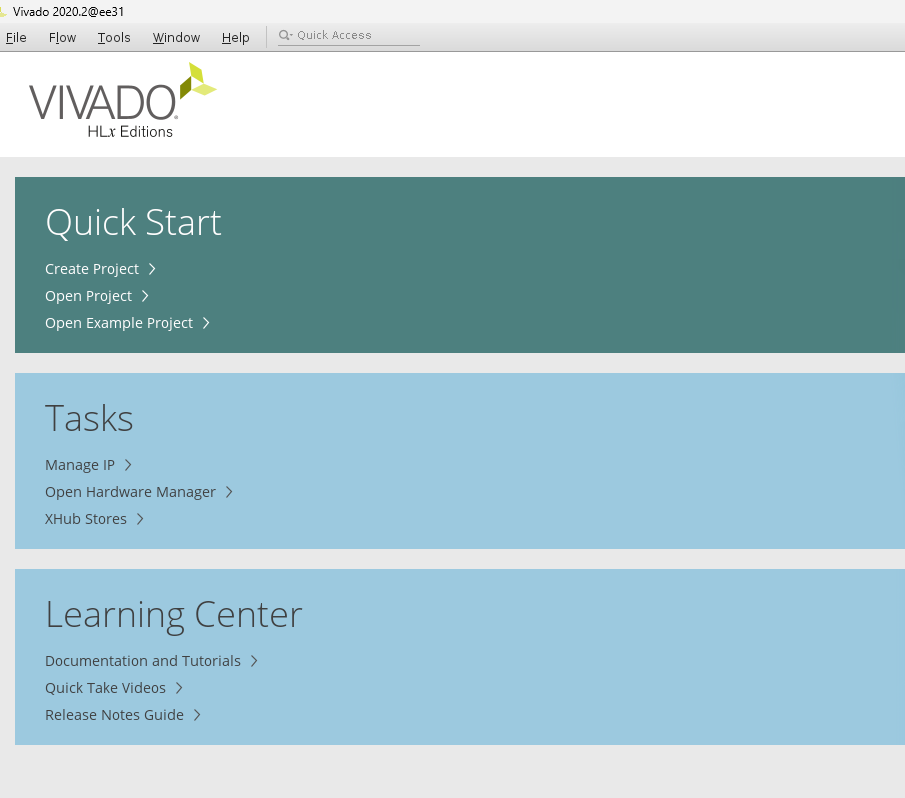 Vivado 2020.2@ee31
File Flow Tools Window Help Quick Access
VIVADO®
HLx Editions
Quick Start
Create Project
Open Project
Open Example Project
Tasks
Manage IP
Open Hardware Manager
XHub Stores
Learning Center
Documentation and Tutorials
Quick Take Videos
Release Notes Guide